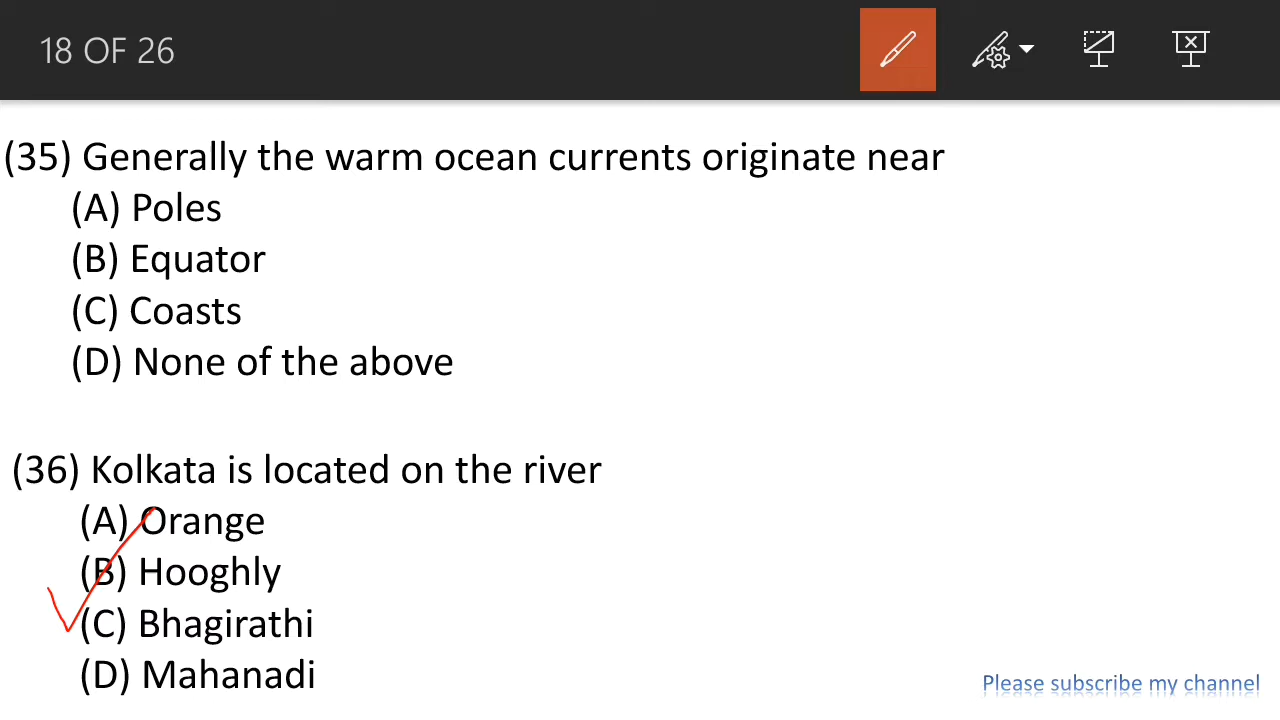 18 OF 26
(35) Generally the warm ocean currents originate near
(A) Poles
(B) Equator
(C) Coasts
(D) None of the above
(36) Kolkata is located on the river
(A) Orange
(B) Hooghly
(C) Bhagirathi
(D) Mahanadi
Please subscribe my channel